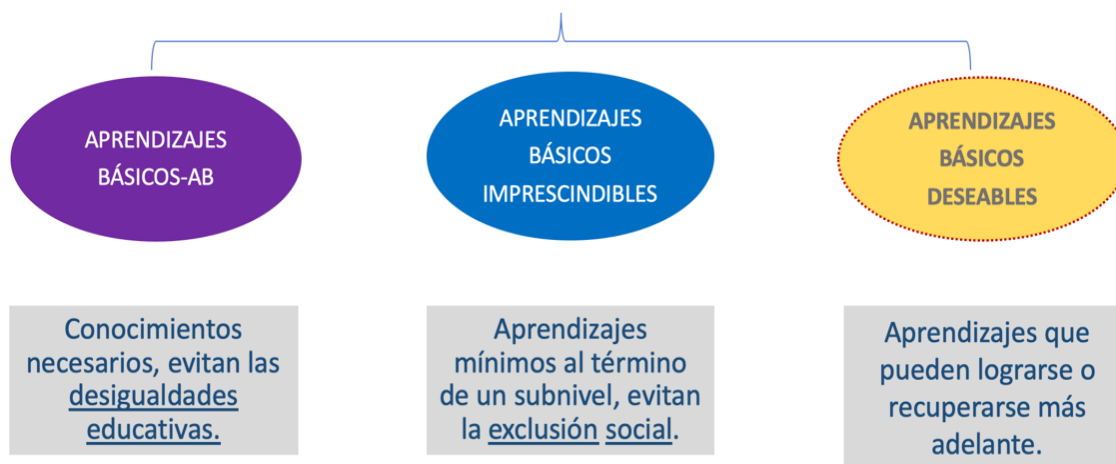 APRENDIZAJES
BÁSICOS-AB
APRENDIZAJES
BÁSICOS
IMPRESCINDIBLES
APRENDIZAJES
BÁSICOS
DESEABLES
Conocimientos
necesarios, evitan las
desigualdades
educativas.
Aprendizajes
mínimos al término
de un subnivel, evitan
la exclusión social.
Aprendizajes que
pueden lograrse o
recuperarse más
adelante.